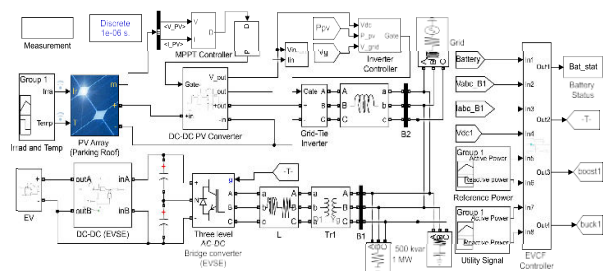 Measurement
Discrete
1e-06 s.
<V_PV>
<I_PV>
V
I
D
P
MPPT Controller
Ppv
Vpv
Vin
Iin
Vdc
P_pv
V_grid
Gate
Inverter
Controller
Grid
A
B
C
Battery
Vabc_B1
Iabc_B1
Vdc1
In1
In2
In3
In4
In5
In6
In7
In8
Out1
Out2
Out3
Out4
Bat_stat
Battery
Status
-T-
boost1
buck1
EVCF
Controller
Group 1
Irra
Temp
Irrad and Temp
Ir
T
m
+
-
PV Array
(Parking Roof)
Gate
+in
V_out
+out
-in
DC-DC PV Converter
Gate
+
-
A
B
C
Grid-Tie
Inverter
A
B
C
a
b
c
B2
Group 1
Active Power
Reactive Power
Reference Power
Group 1
Active Power
Reactive Power
Utility Signal
EV
+
-
outA
inA
outB
inB
DC-DC (EVSE)
+
N
-
g
A
B
C
Three level
AC-DC
Bridge converter
(EVSE)
-T-
A
B
C
a
b
c
L
Tr1
B1
500 kvar
1 MW